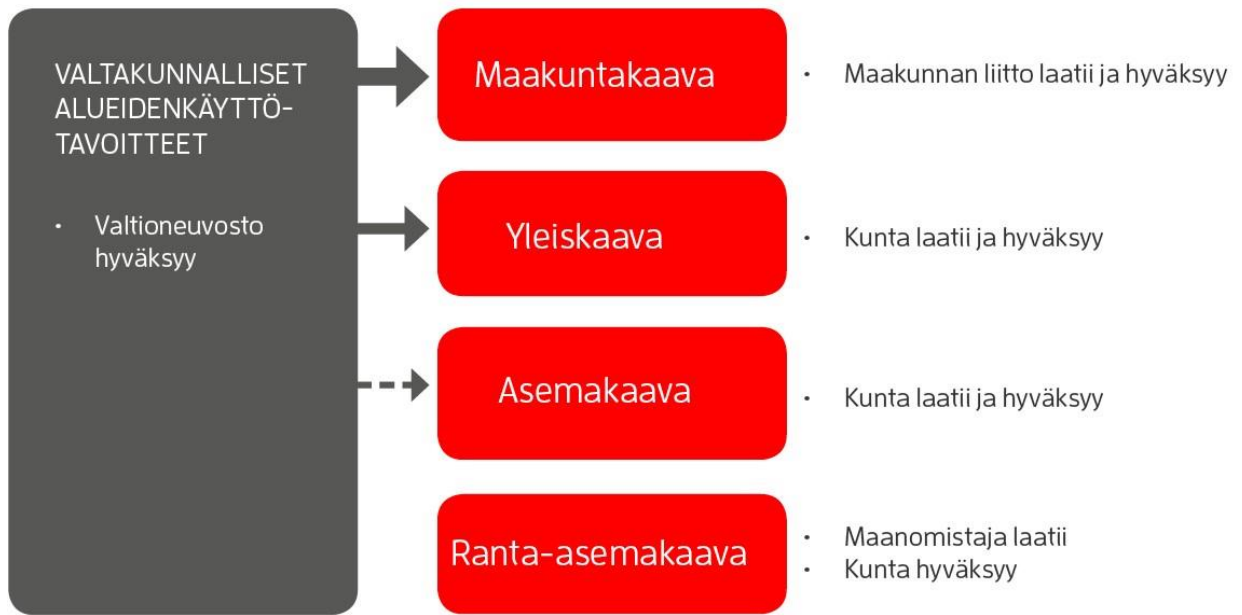 VALTAKUNNALLISET
ALUEIDENKÄYTTÖ-
TAVOITTEET
• Valtioneuvosto
hyväksyy
Maakuntakaava
• Maakunnan liitto laatii ja hyväksyy
Yleiskaava
• Kunta laatii ja hyväksyy
Asemakaava
• Kunta laatii ja hyväksyy
Ranta-asemakaava
• Maanomistaja laatii
• Kunta hyväksyy